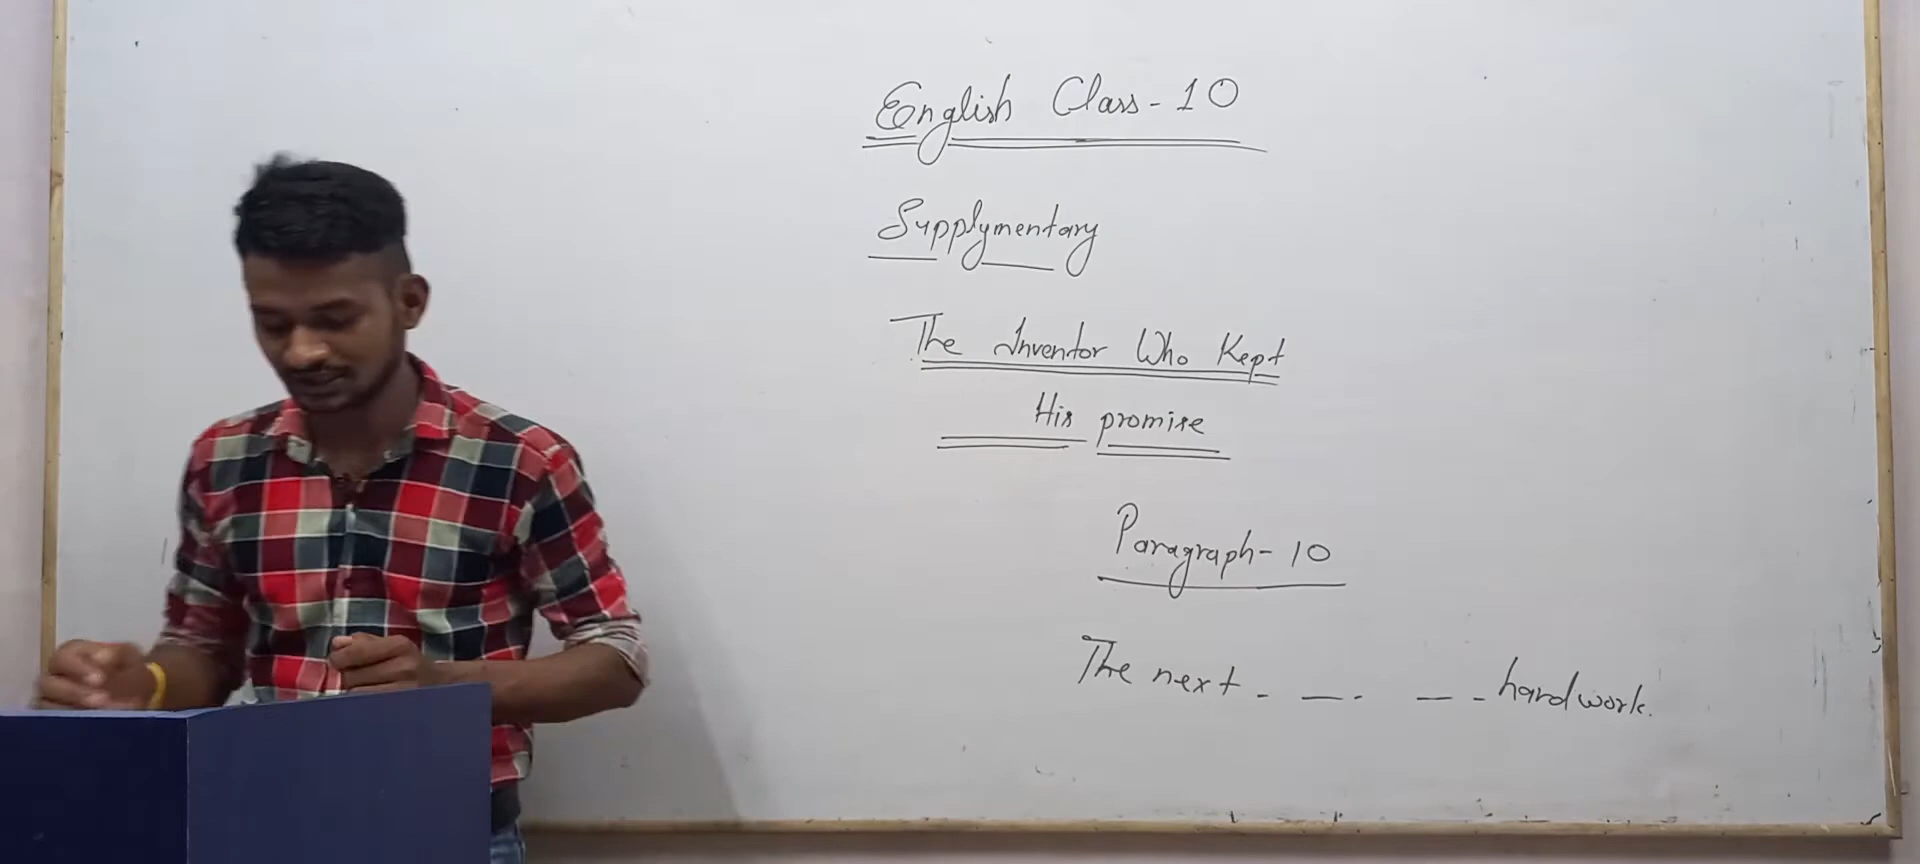 English Class - 10
Supplymentary
The Inventor Who Kept
His promise
Paragraph - 10
The next - — - — - hardwork.